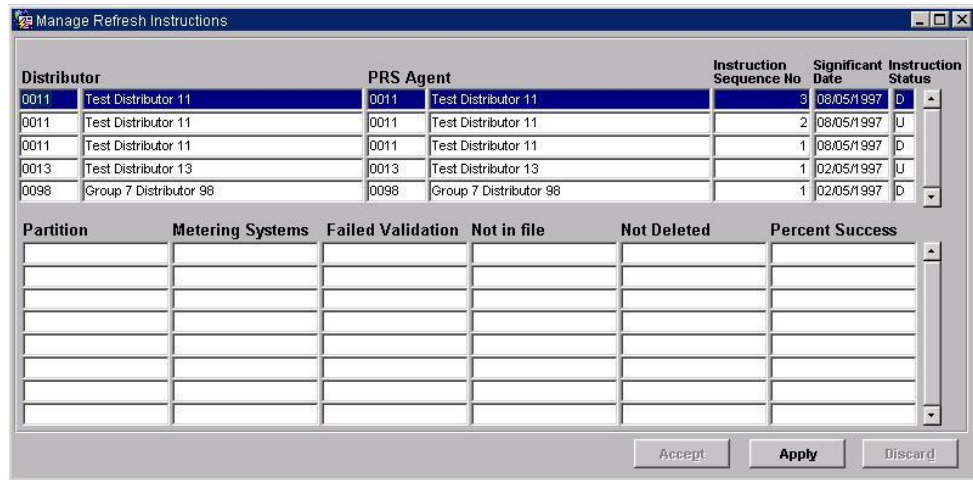 Manage Refresh Instructions
Distributor PRS Agent Instruction Sequence No Significant Date Instruction Status
0011 Test Distributor 11 0011 Test Distributor 11 3 08/05/1997 D
0011 Test Distributor 11 0011 Test Distributor 11 2 08/05/1997 U
0011 Test Distributor 11 0011 Test Distributor 11 1 08/05/1997 D
0013 Test Distributor 13 0013 Test Distributor 13 1 02/05/1997 U
0098 Group 7 Distributor 98 0098 Group 7 Distributor 98 1 02/05/1997 D
Partition Metering Systems Failed Validation Not in file Not Deleted Percent Success
Accept Apply Discard